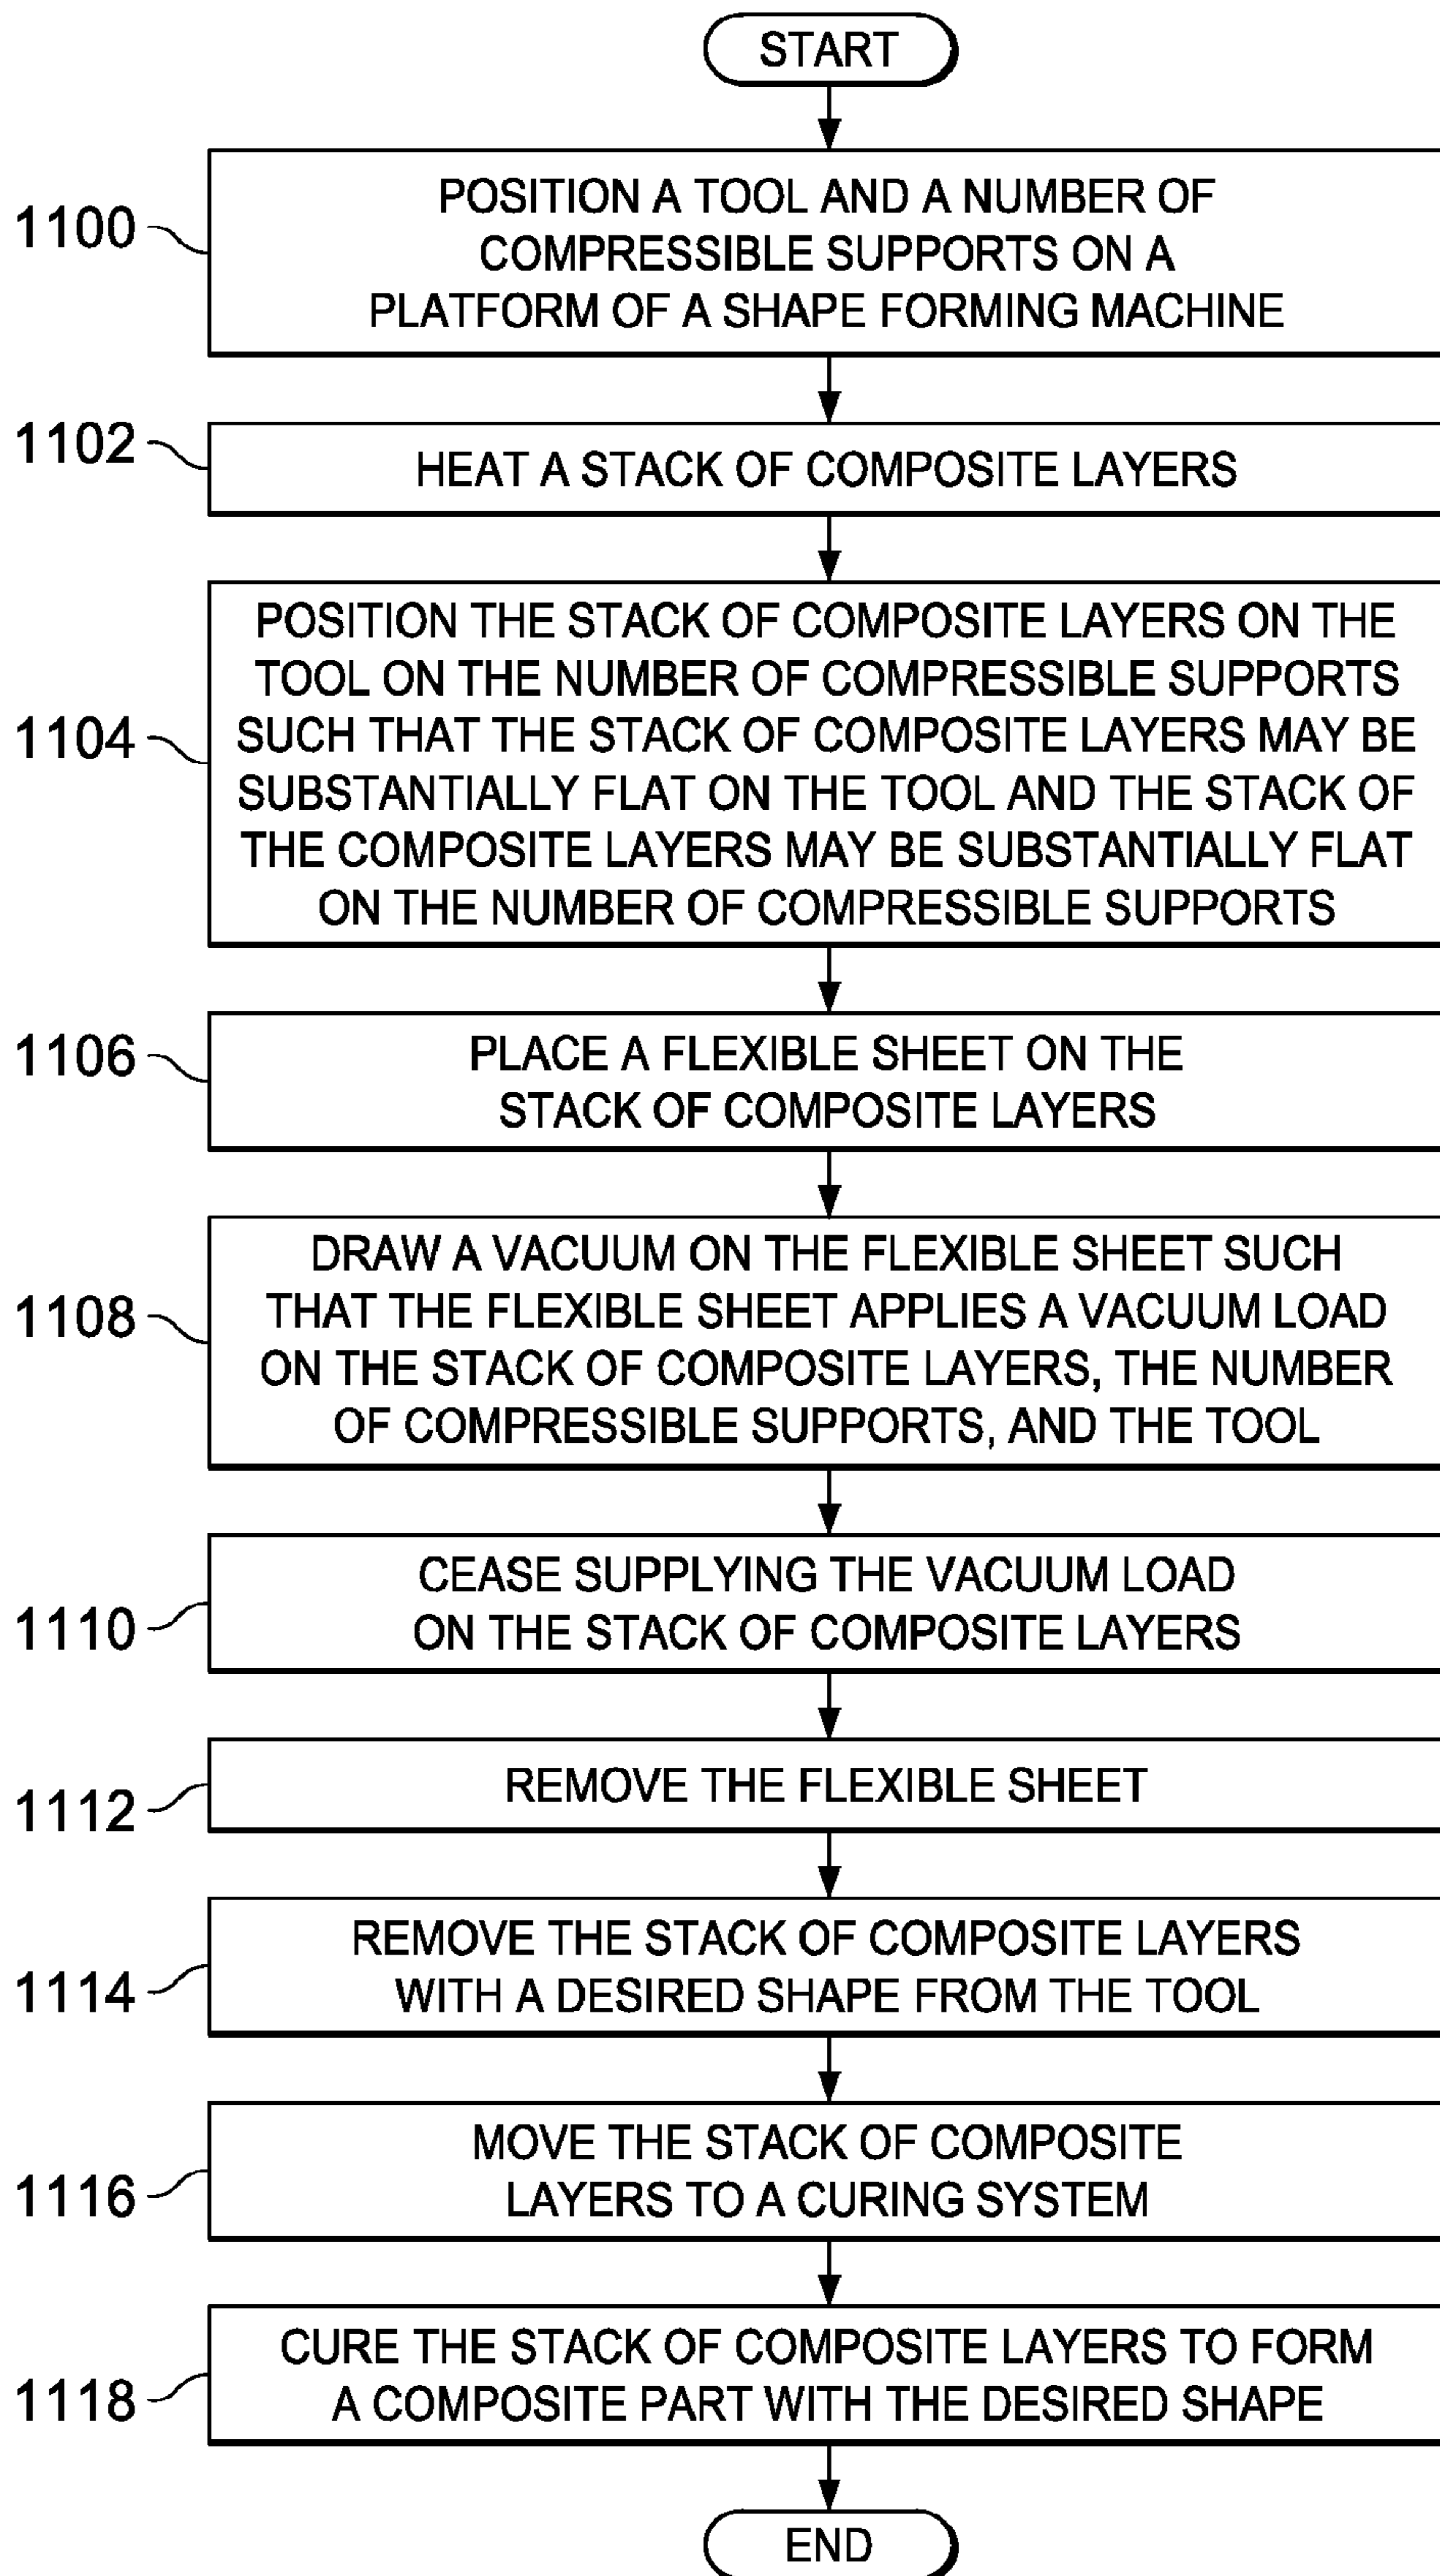 START
1100
POSITION A TOOL AND A NUMBER OF
COMPRESSIBLE SUPPORTS ON A
PLATFORM OF A SHAPE FORMING MACHINE
1102
HEAT A STACK OF COMPOSITE LAYERS
1104
POSITION THE STACK OF COMPOSITE LAYERS ON THE
TOOL ON THE NUMBER OF COMPRESSIBLE SUPPORTS
SUCH THAT THE STACK OF COMPOSITE LAYERS MAY BE
SUBSTANTIALLY FLAT ON THE TOOL AND THE STACK OF
THE COMPOSITE LAYERS MAY BE SUBSTANTIALLY FLAT
ON THE NUMBER OF COMPRESSIBLE SUPPORTS
1106
PLACE A FLEXIBLE SHEET ON THE
STACK OF COMPOSITE LAYERS
1108
DRAW A VACUUM ON THE FLEXIBLE SHEET SUCH
THAT THE FLEXIBLE SHEET APPLIES A VACUUM LOAD
ON THE STACK OF COMPOSITE LAYERS, THE NUMBER
OF COMPRESSIBLE SUPPORTS, AND THE TOOL
1110
CEASE SUPPLYING THE VACUUM LOAD
ON THE STACK OF COMPOSITE LAYERS
1112
REMOVE THE FLEXIBLE SHEET
1114
REMOVE THE STACK OF COMPOSITE LAYERS
WITH A DESIRED SHAPE FROM THE TOOL
1116
MOVE THE STACK OF COMPOSITE
LAYERS TO A CURING SYSTEM
1118
CURE THE STACK OF COMPOSITE LAYERS TO FORM
A COMPOSITE PART WITH THE DESIRED SHAPE
END